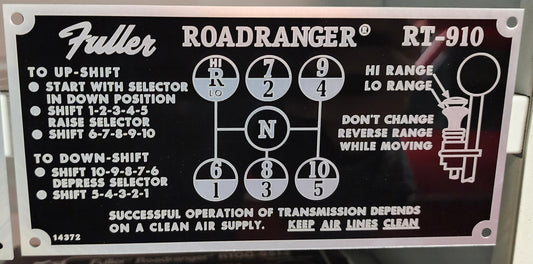 Fuller ROADRANGER® RT-910
TO UP-SHIFT
● START WITH SELECTOR
IN DOWN POSITION
● SHIFT 1-2-3-4-5
RAISE SELECTOR
● SHIFT 6-7-8-9-10
TO DOWN-SHIFT
● SHIFT 10-9-8-7-6
DEPRESS SELECTOR
● SHIFT 5-4-3-2-1
HI 7 9
R
LO 2 4
N
6 8 10
1 3 5
HI RANGE
LO RANGE
DON'T CHANGE
REVERSE RANGE
WHILE MOVING
SUCCESSFUL OPERATION OF TRANSMISSION DEPENDS
ON A CLEAN AIR SUPPLY. KEEP AIR LINES CLEAN
14372
Fuller Roadranger